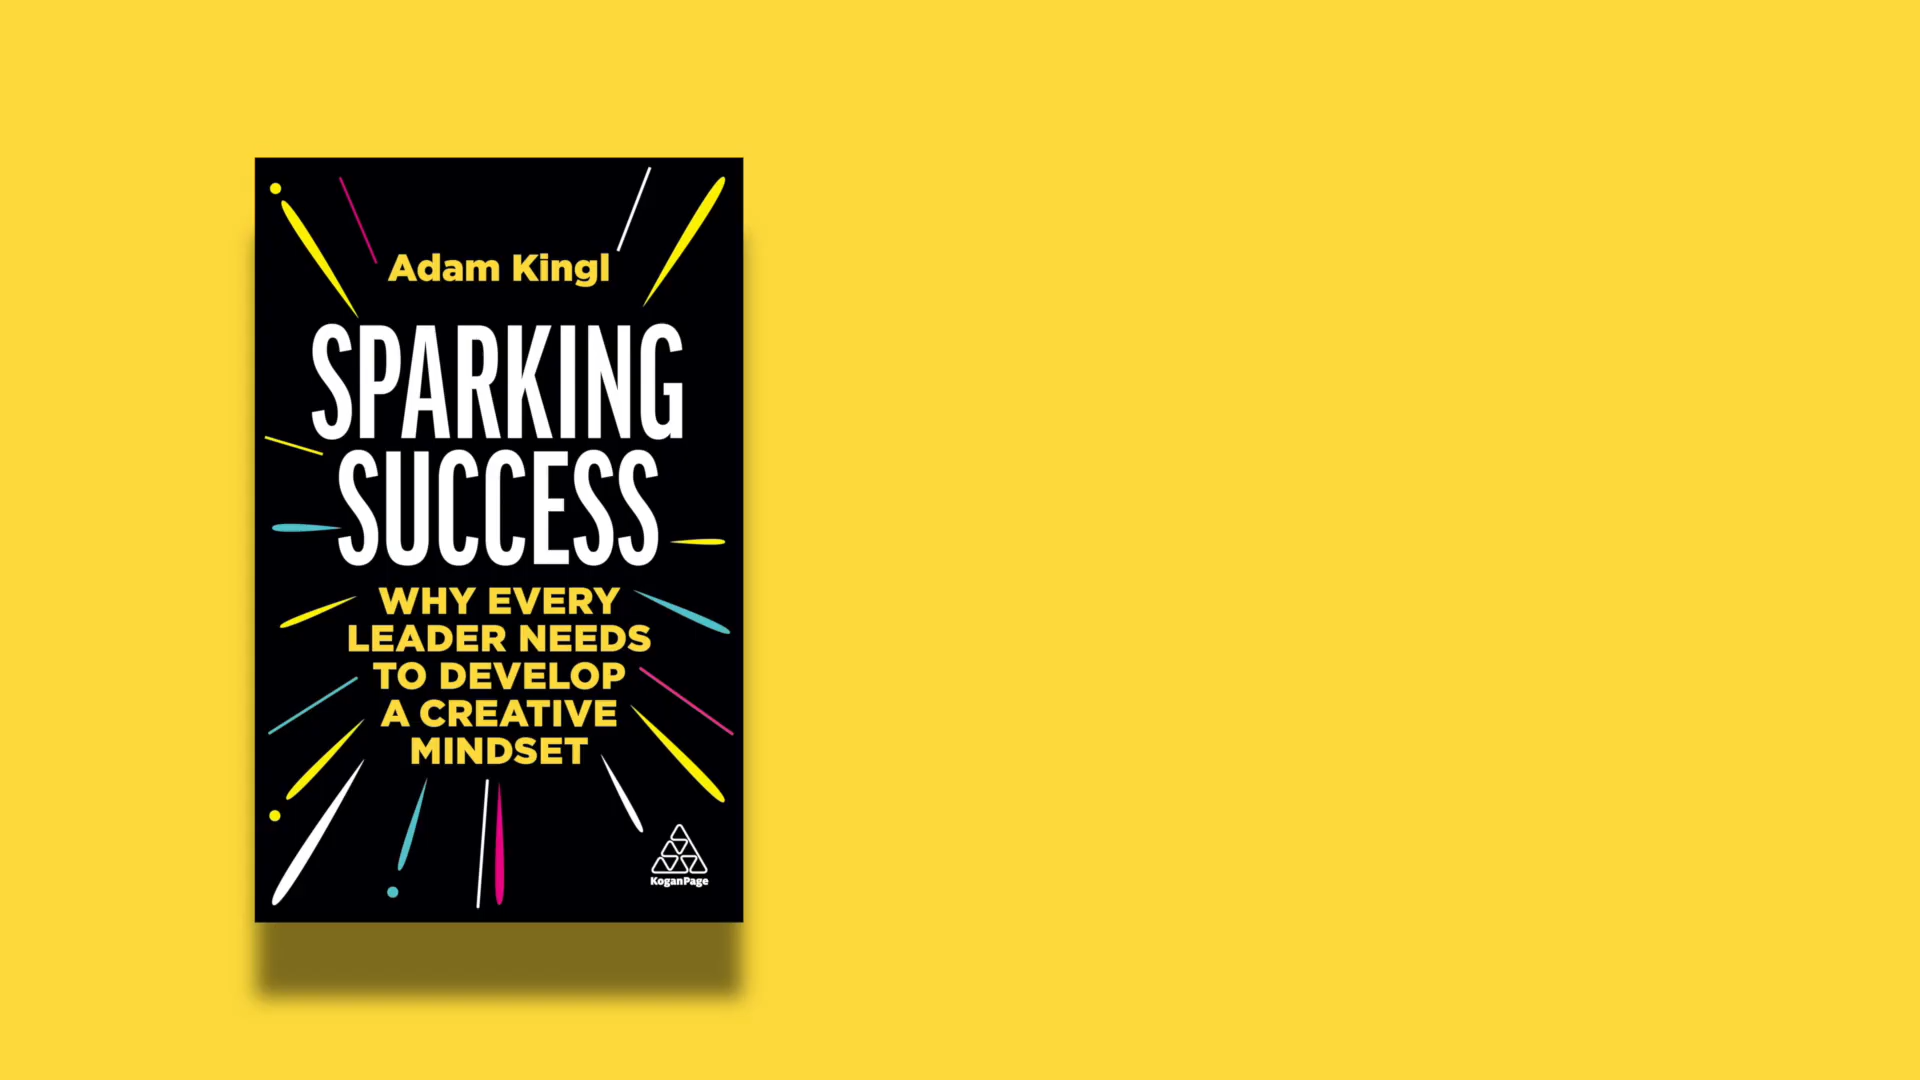 Adam Kingl
SPARKING
SUCCESS
WHY EVERY
LEADER NEEDS
TO DEVELOP
A CREATIVE
MINDSET
KoganPage